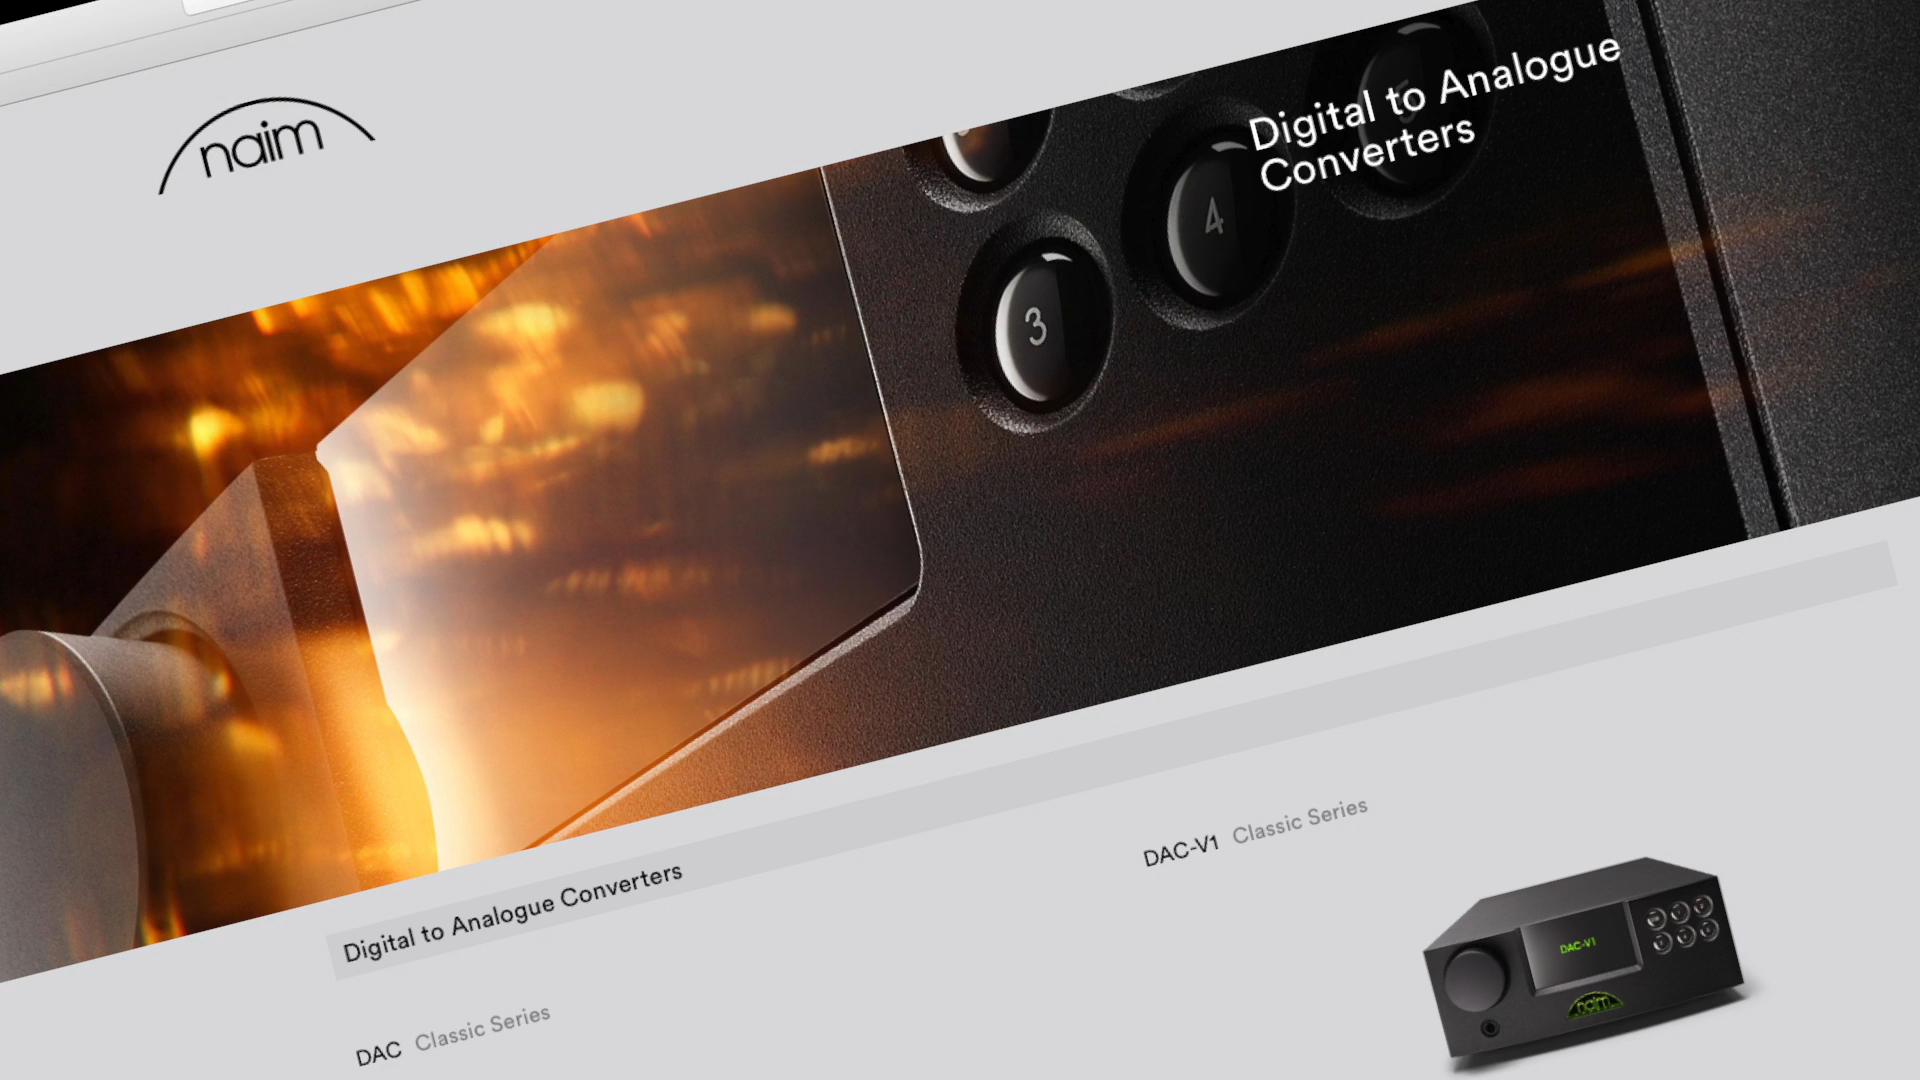 naim
Digital to Analogue
Converters
5
4
3
Digital to Analogue Converters
DAC-V1 Classic Series
DAC Classic Series
DAC-V1
naim